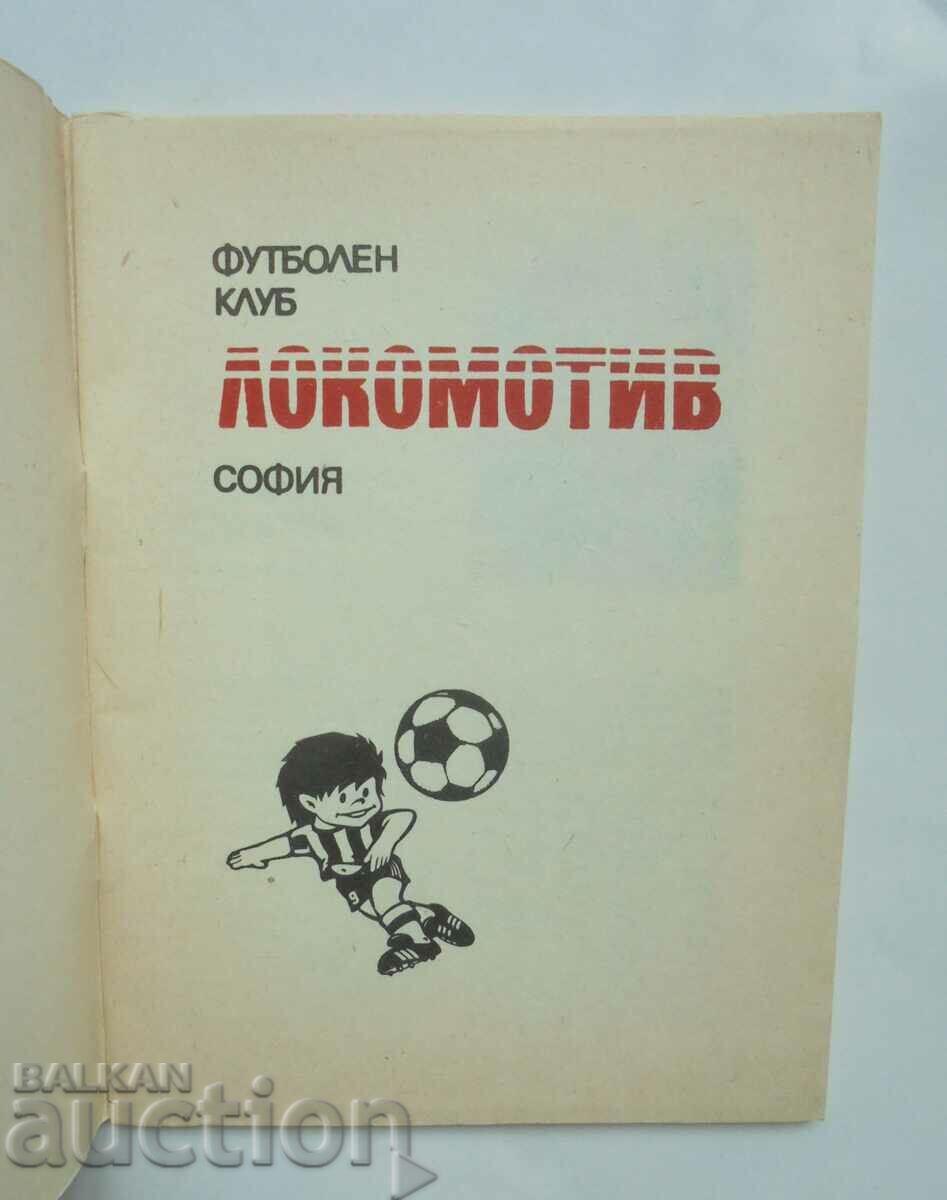 ФУТБОЛЕН
КЛУБ
ЛОКОМОТИВ
СОФИЯ
9
BALKAN
auction